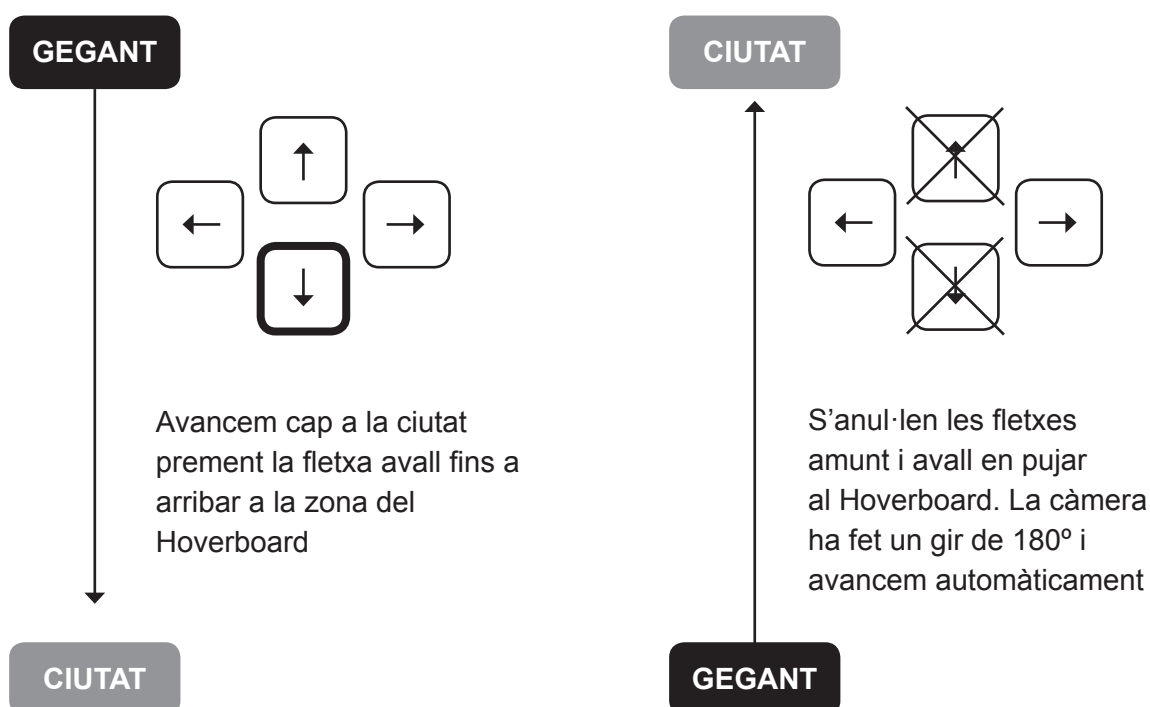 GEGANT
Avancem cap a la ciutat
prement la fletxa avall fins a
arribar a la zona del
Hoverboard
CIUTAT
CIUTAT
S’anul·len les fletxes
amunt i avall en pujar
al Hoverboard. La càmera
ha fet un gir de 180º i
avancem automàticament
GEGANT